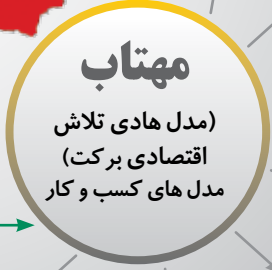 مهتاب
(مدل هادی تلاش
اقتصادی برکت)
مدل های کسب و کار